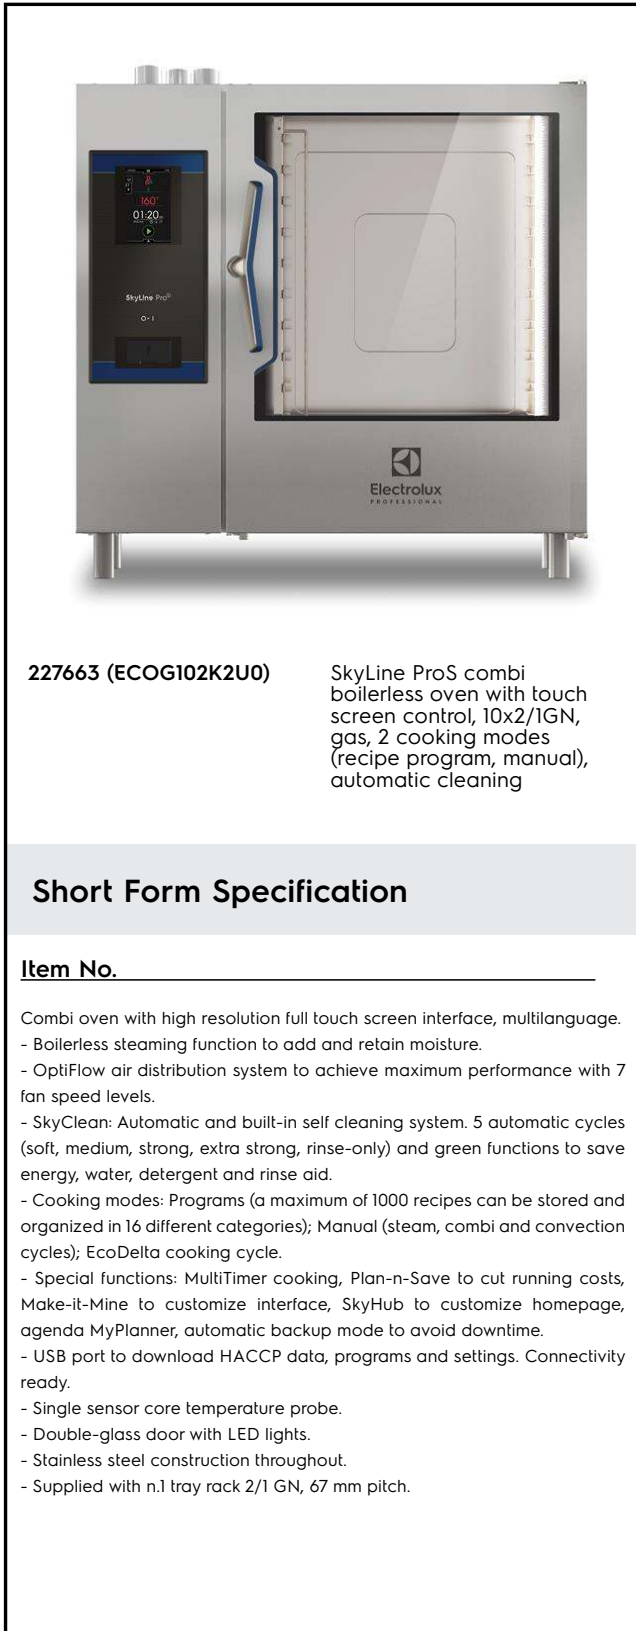 160°
01:20
SkyLine Pro
Electrolux
PROFESSIONAL
227663 (ECOG102K2U0)
SkyLine ProS combi
boilerless oven with touch
screen control, 10x2/1GN,
gas, 2 cooking modes
(recipe program, manual),
automatic cleaning
Short Form Specification
Item No.
Combi oven with high resolution full touch screen interface, multilanguage.
- Boilerless steaming function to add and retain moisture.
- OptiFlow air distribution system to achieve maximum performance with 7
fan speed levels.
- SkyClean: Automatic and built-in self cleaning system. 5 automatic cycles
(soft, medium, strong, extra strong, rinse-only) and green functions to save
energy, water, detergent and rinse aid.
- Cooking modes: Programs (a maximum of 1000 recipes can be stored and
organized in 16 different categories); Manual (steam, combi and convection
cycles); EcoDelta cooking cycle.
- Special functions: MultiTimer cooking, Plan-n-Save to cut running costs,
Make-it-Mine to customize interface, SkyHub to customize homepage,
agenda MyPlanner, automatic backup mode to avoid downtime.
- USB port to download HACCP data, programs and settings. Connectivity
ready.
- Single sensor core temperature probe.
- Double-glass door with LED lights.
- Stainless steel construction throughout.
- Supplied with n.1 tray rack 2/1 GN, 67 mm pitch.